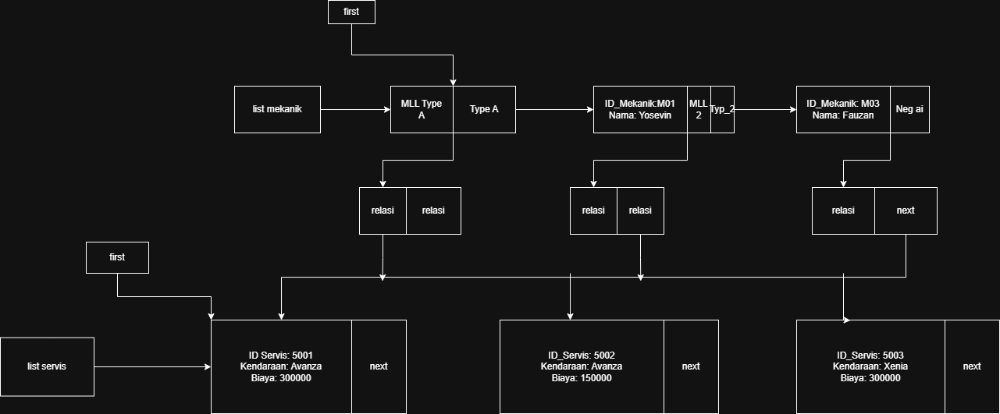 first
list mekanik
MLL Type
A
Type A
ID_Mekanik:M01
Nama: Yosevin
MLL
2
Typ_2
ID_Mekanik: M03
Nama: Fauzan
Neg ai
relasi
relasi
relasi
relasi
relasi
next
first
list servis
ID Servis: 5001
Kendaraan: Avanza
Biaya: 300000
next
ID_Servis: 5002
Kendaraan: Avanza
Biaya: 150000
next
ID_Servis: 5003
Kendaraan: Xenia
Biaya: 300000
next